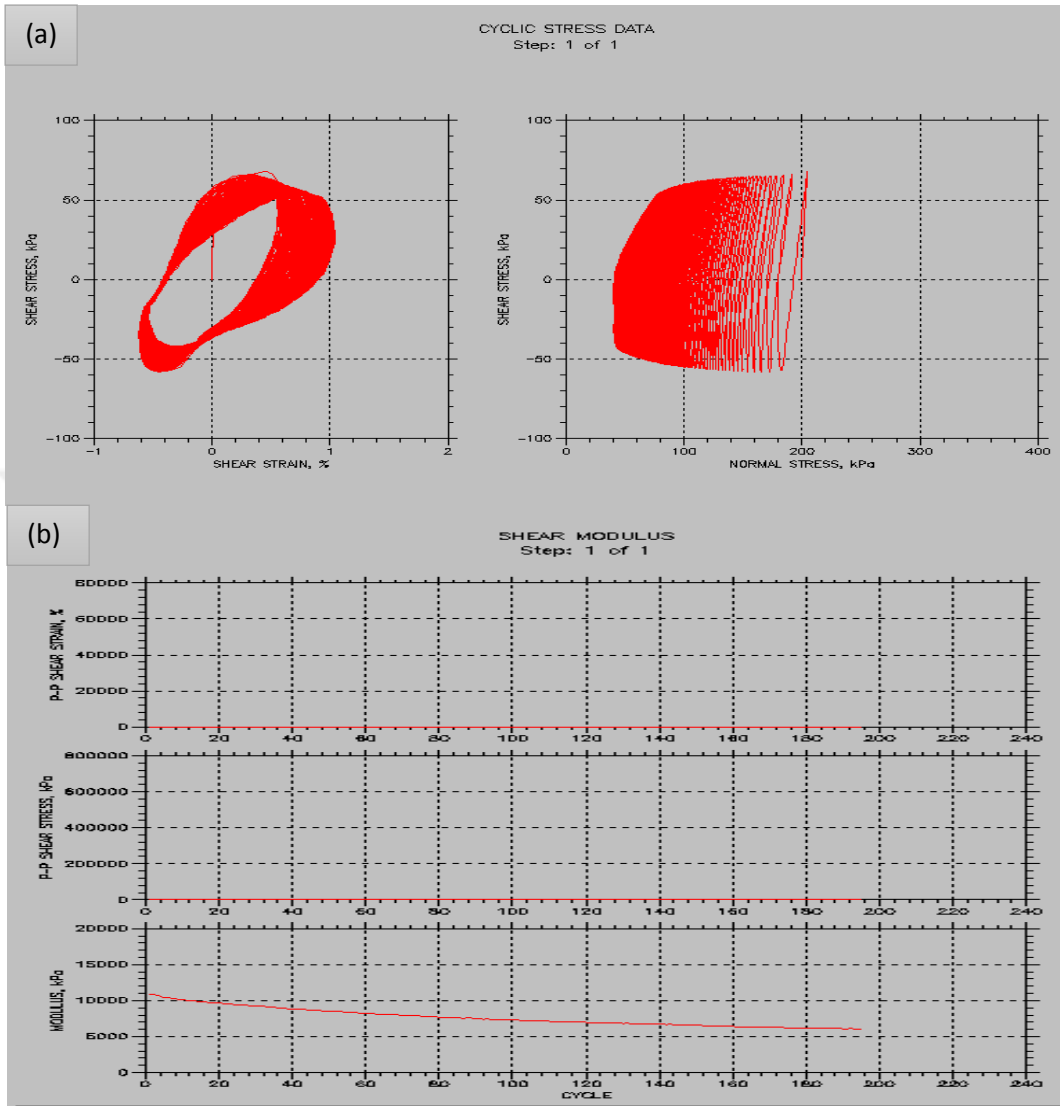 (a)
CYCLIC STRESS DATA
Step: 1 of 1
100
50
0
-50
-100
SHEAR STRESS, kPa
-1 0 1 2
SHEAR STRAIN, %
100
50
0
-50
-100
SHEAR STRESS, kPa
0 100 200 300 400
NORMAL STRESS, kPa
(b)
SHEAR MODULUS
Step: 1 of 1
80000
60000
40000
20000
0
P-P SHEAR STRAIN, %
0 20 40 60 80 100 120 140 160 180 200 220 240
800000
600000
400000
200000
0
P-P SHEAR STRESS, kPa
0 20 40 60 80 100 120 140 160 180 200 220 240
20000
15000
10000
5000
0
MODULUS, kPa
0 20 40 60 80 100 120 140 160 180 200 220 240
CYCLE